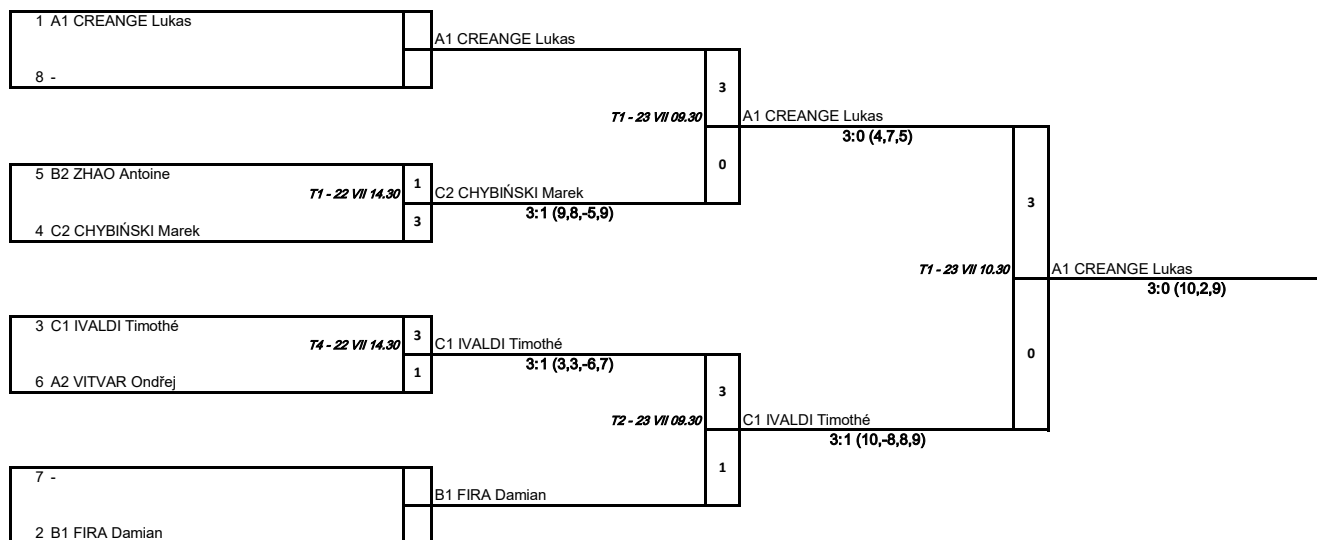 1 A1 CREANGE Lukas
A1 CREANGE Lukas
8 -
3
T1 - 23 VII 09.30
A1 CREANGE Lukas
3:0 (4,7,5)
0
5 B2 ZHAO Antoine
T1 - 22 VII 14.30
1
C2 CHYBIŃSKI Marek
3:1 (9,8,-5,9)
3
4 C2 CHYBIŃSKI Marek
3
T1 - 23 VII 10.30
A1 CREANGE Lukas
3:0 (10,2,9)
0
3 C1 IVALDI Timothé
T4 - 22 VII 14.30
3
C1 IVALDI Timothé
3:1 (3,3,-6,7)
1
6 A2 VITVAR Ondřej
3
T2 - 23 VII 09.30
C1 IVALDI Timothé
3:1 (10,-8,8,9)
1
7 -
B1 FIRA Damian
2 B1 FIRA Damian